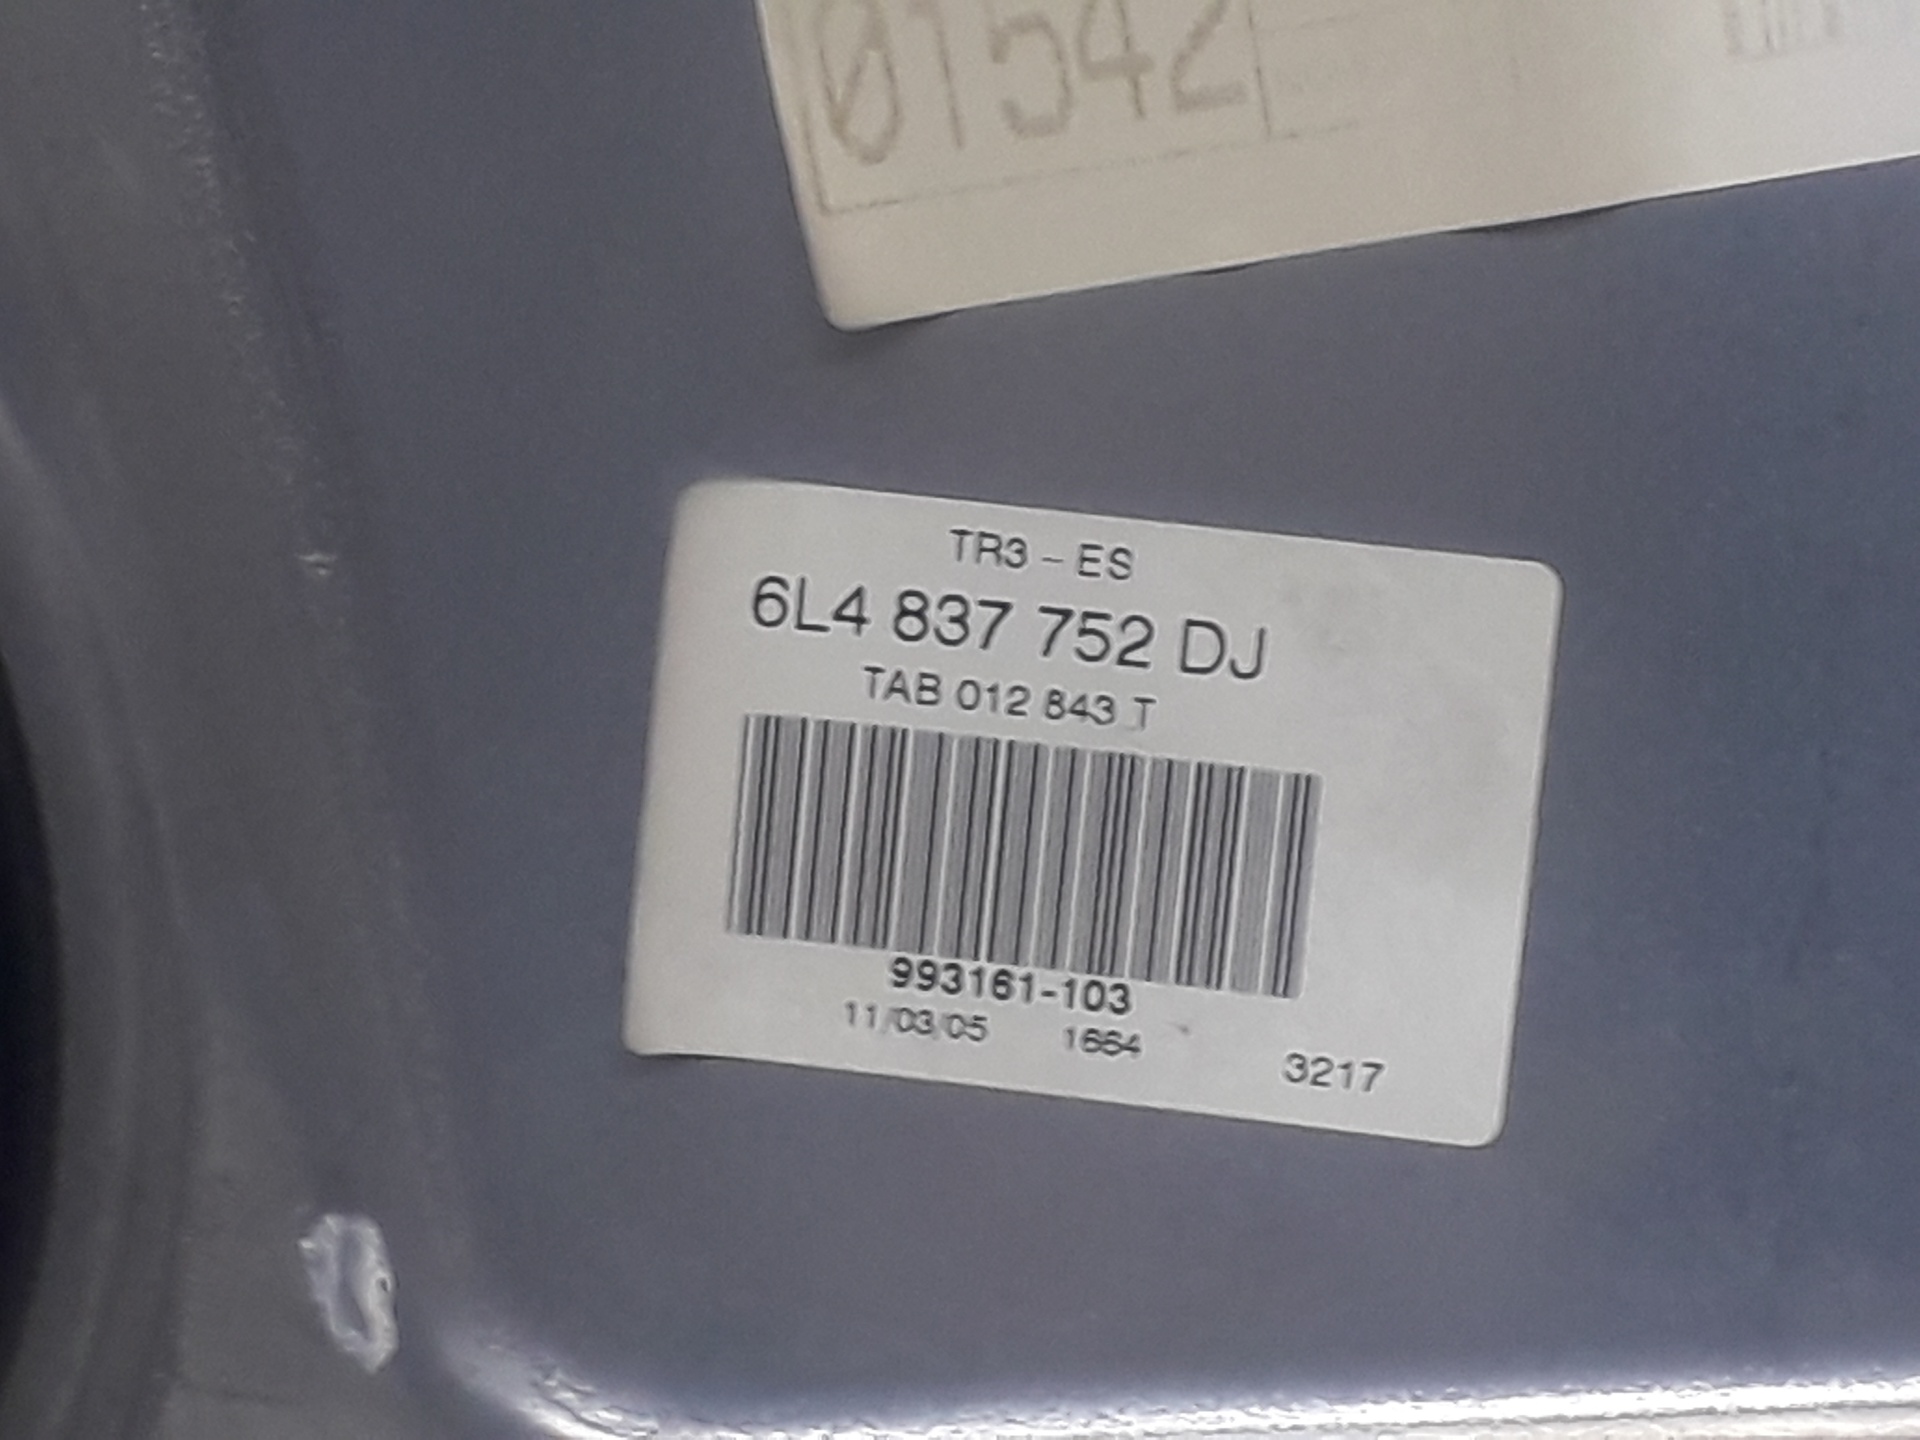 01542
TR3 - ES
6L4 837 752 DJ
TAB 012 843 T
993161-103
11/03/05 1664 3217